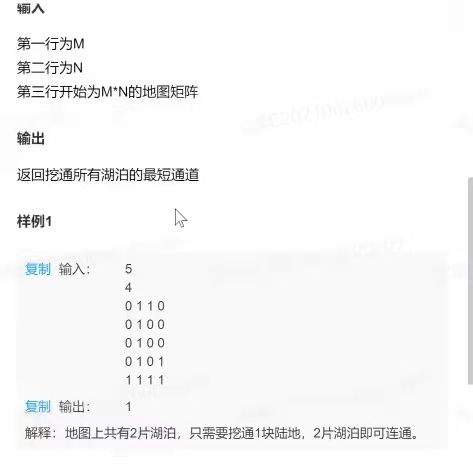 输入
第一行为M
第二行为N
第三行开始为M*N的地图矩阵
输出
返回挖通所有湖泊的最短通道
样例1
复制 输入： 5
4
0 1 1 0
0 1 0 0
0 1 0 0
0 1 0 1
1 1 1 1
复制 输出： 1
解释：地图上共有2片湖泊，只需要挖通1块陆地，2片湖泊即可连通。